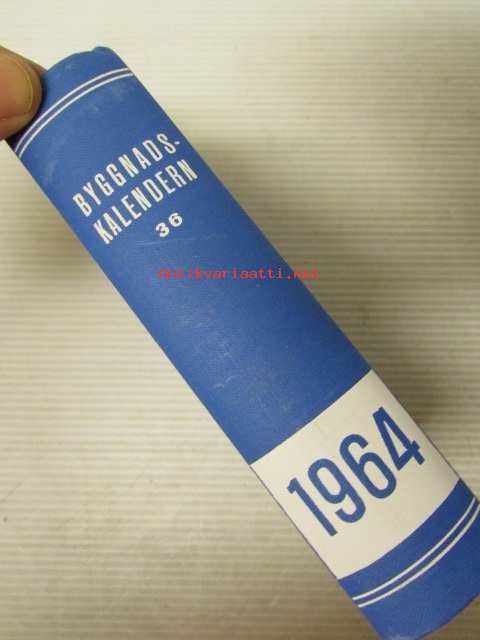 BYGGNADS-
KALENDERN
36
Antikvariaatti.net
1964